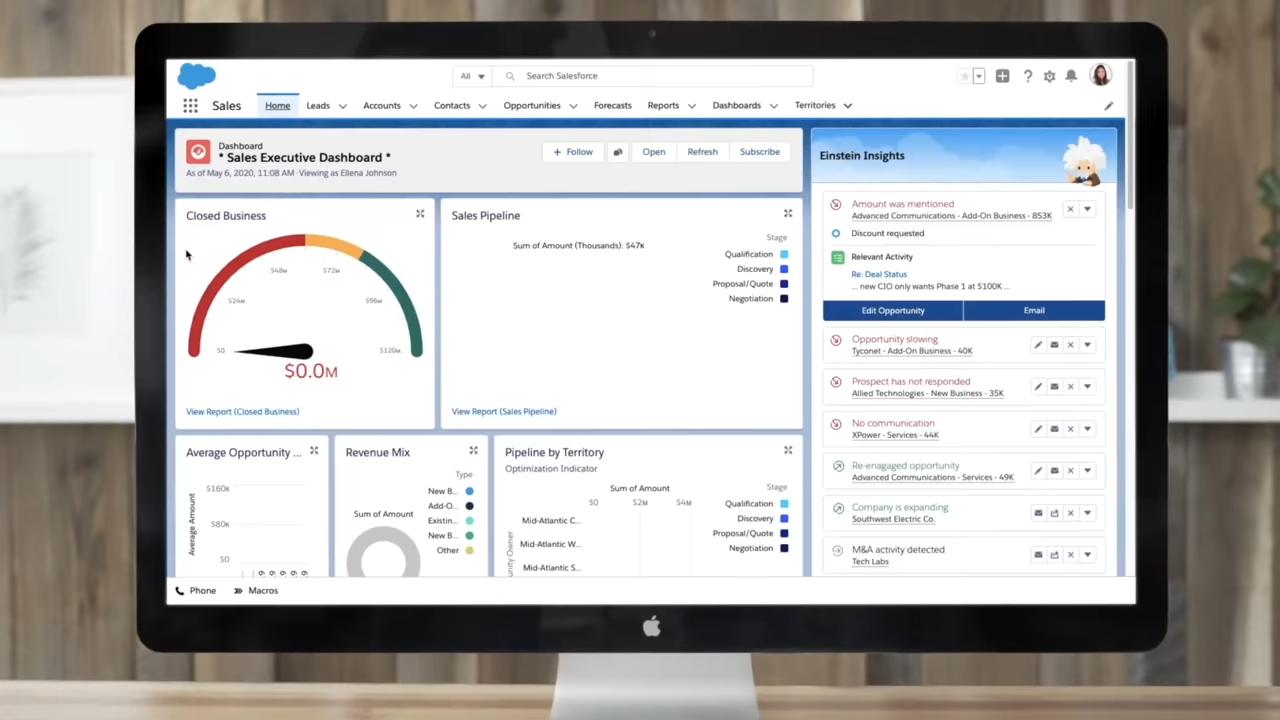 All
Search Salesforce
Sales
Home
Leads
Accounts
Contacts
Opportunities
Forecasts
Reports
Dashboards
Territories
Dashboard
* Sales Executive Dashboard *
As of May 6, 2020, 11:08 AM · Viewing as Ellena Johnson
+ Follow
Open
Refresh
Subscribe
Closed Business
$0
$24M
$48M
$72M
$96M
$120M
$0.0M
View Report (Closed Business)
Sales Pipeline
Sum of Amount (Thousands): $47K
Stage
Qualification
Discovery
Proposal/Quote
Negotiation
View Report (Sales Pipeline)
Average Opportunity ...
Average Amount
$160K
$80K
$0
Revenue Mix
Type
New B...
Add-O...
Existin...
New B...
Other
Sum of Amount
Pipeline by Territory
Optimization Indicator
Sum of Amount
$0
$2M
$4M
Mid-Atlantic C...
Mid-Atlantic W...
Mid-Atlantic S...
unity Owner
Stage
Qualification
Discovery
Proposal/Quote
Negotiation
Einstein Insights
Amount was mentioned
Advanced Communications - Add-On Business - 853K
Discount requested
Relevant Activity
Re: Deal Status
... new CIO only wants Phase 1 at $100K ...
Edit Opportunity
Email
Opportunity slowing
Tyconet - Add-On Business - 40K
Prospect has not responded
Allied Technologies - New Business - 35K
No communication
XPower - Services - 44K
Re-enagaged opportunity
Advanced Communications - Services - 49K
Company is expanding
Southwest Electric Co.
M&A activity detected
Tech Labs
Phone
Macros